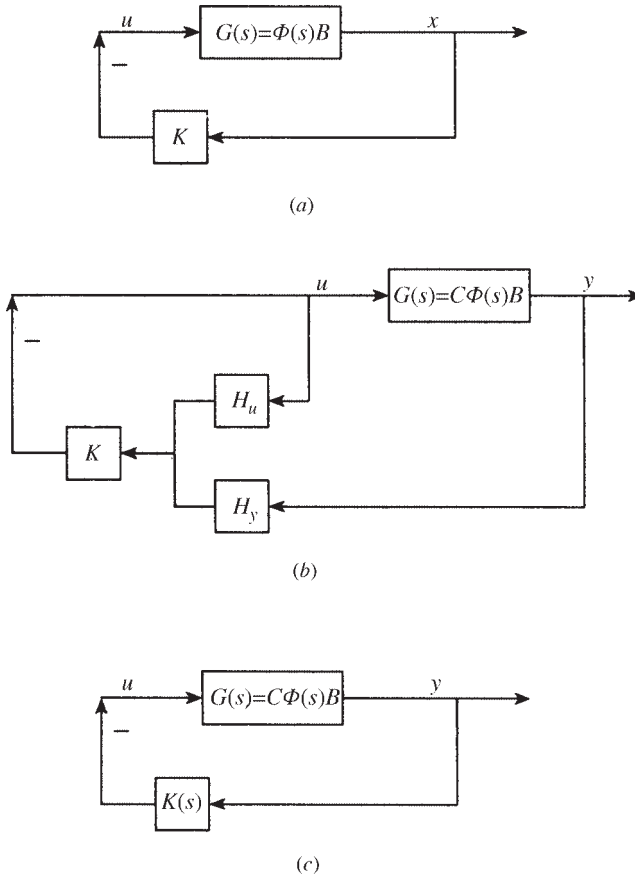 u
G(s)=Φ(s)B
x
−
K
(a)
u
G(s)=CΦ(s)B
y
−
H_u
K
H_y
(b)
u
G(s)=CΦ(s)B
y
−
K(s)
(c)